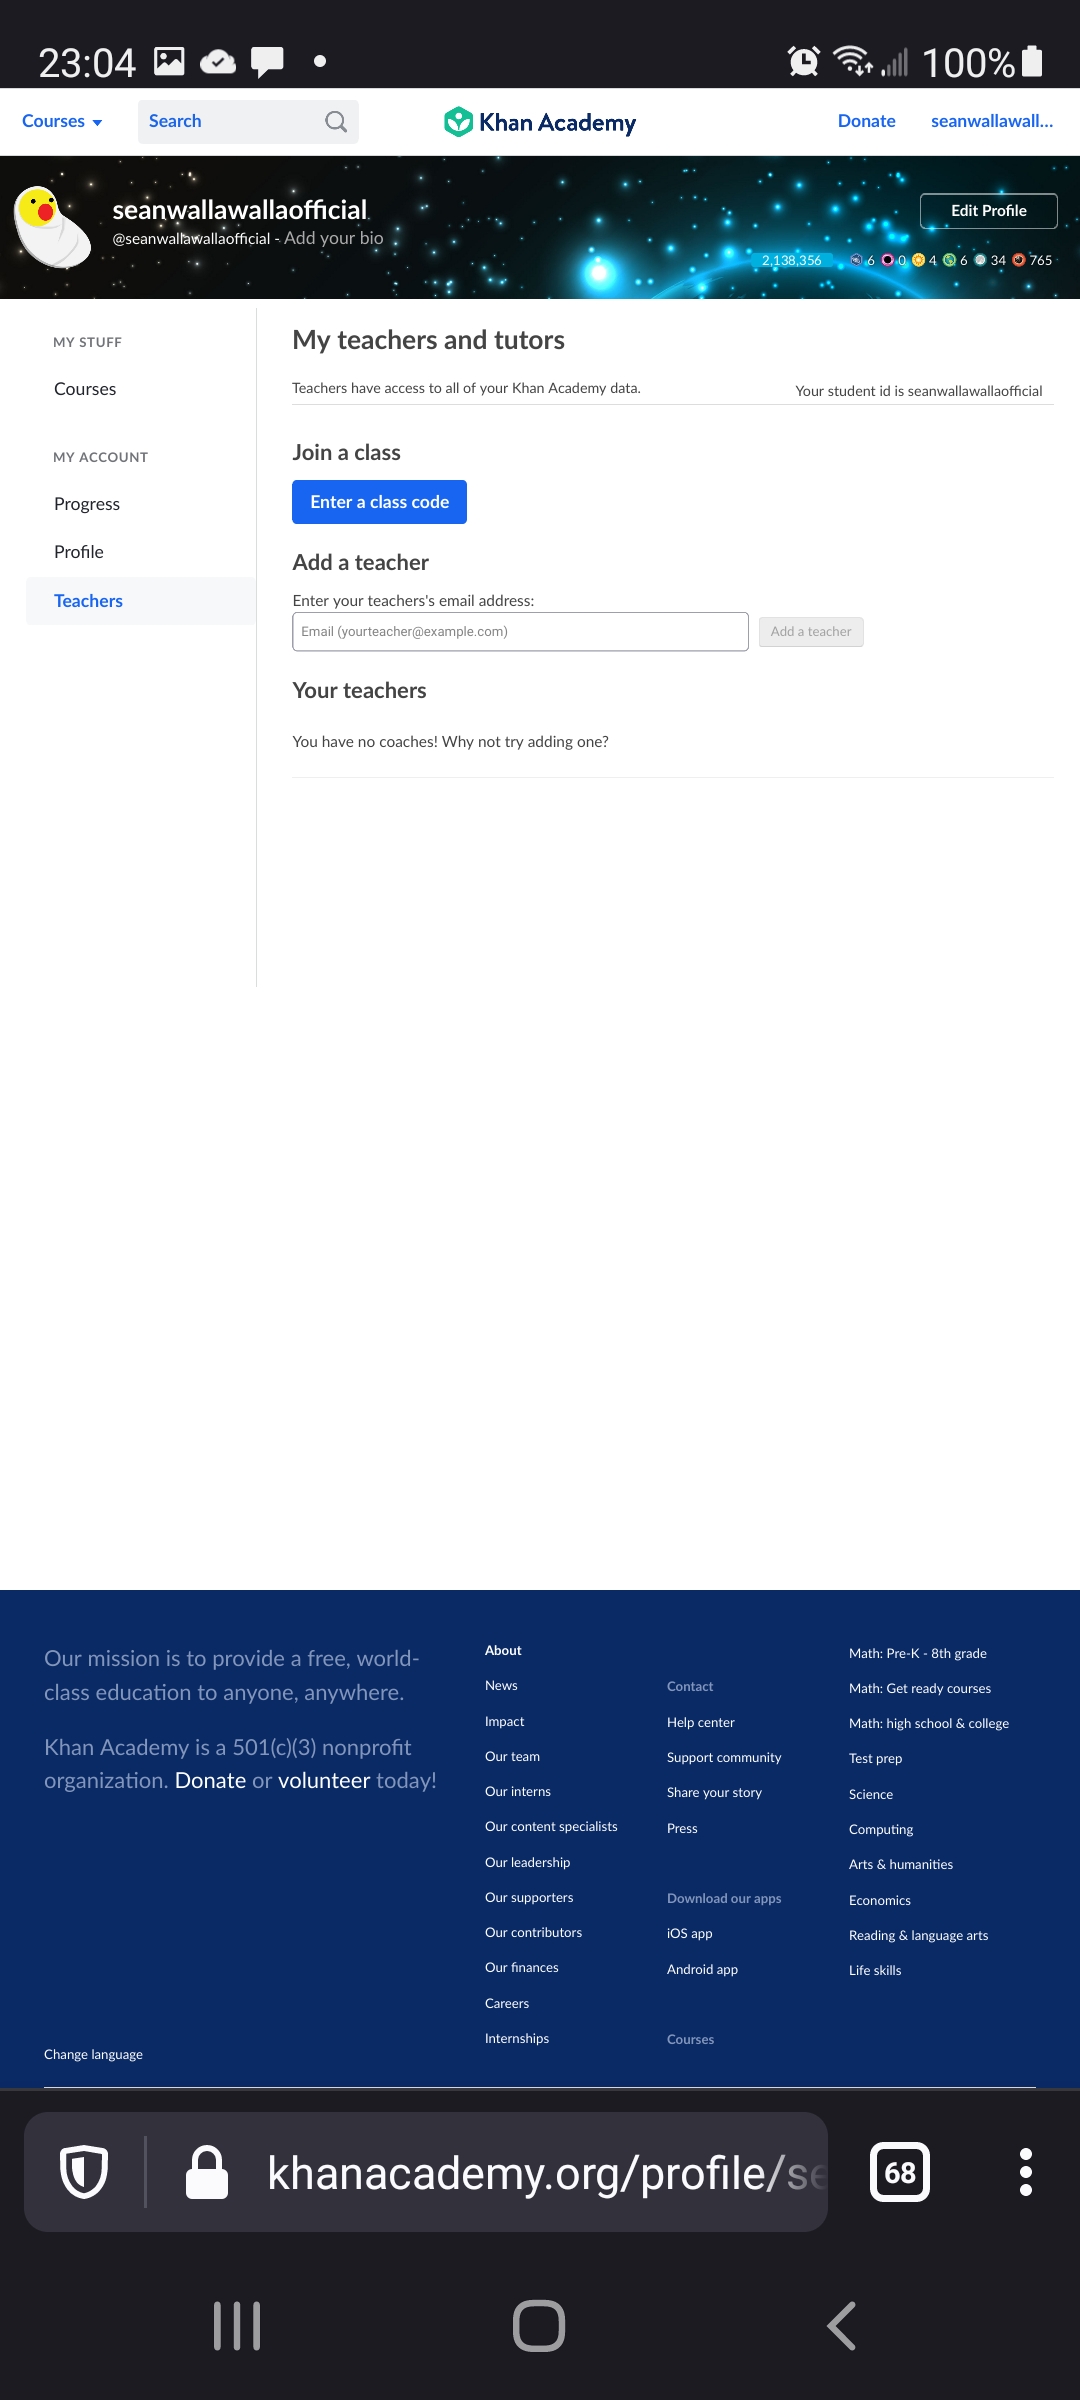 23:04
100%
Courses
Search
Khan Academy
Donate
seanwallawall...
seanwallawallaofficial
@seanwallawallaofficial - Add your bio
Edit Profile
2,138,356
6
0
4
6
34
765
MY STUFF
Courses
MY ACCOUNT
Progress
Profile
Teachers
My teachers and tutors
Teachers have access to all of your Khan Academy data.
Your student id is seanwallawallaofficial
Join a class
Enter a class code
Add a teacher
Enter your teachers's email address:
Email (yourteacher@example.com)
Add a teacher
Your teachers
You have no coaches! Why not try adding one?
Our mission is to provide a free, world-
class education to anyone, anywhere.
Khan Academy is a 501(c)(3) nonprofit
organization. Donate or volunteer today!
Change language
About
News
Impact
Our team
Our interns
Our content specialists
Our leadership
Our supporters
Our contributors
Our finances
Careers
Internships
Contact
Help center
Support community
Share your story
Press
Download our apps
iOS app
Android app
Courses
Math: Pre-K - 8th grade
Math: Get ready courses
Math: high school & college
Test prep
Science
Computing
Arts & humanities
Economics
Reading & language arts
Life skills
khanacademy.org/profile/se
68